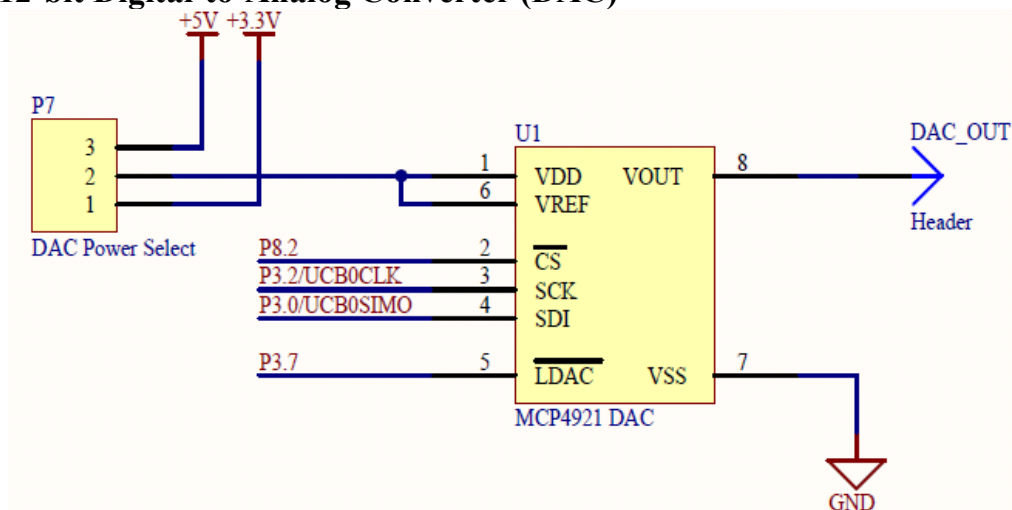 12-bit Digital-to-Analog Converter (DAC)
+5V +3.3V
P7
3
2
1
DAC Power Select
U1
1 VDD VOUT 8
6 VREF
P8.2 2 CS
P3.2/UCB0CLK 3 SCK
P3.0/UCB0SIMO 4 SDI
P3.7 5 LDAC VSS 7
MCP4921 DAC
DAC_OUT
Header
GND